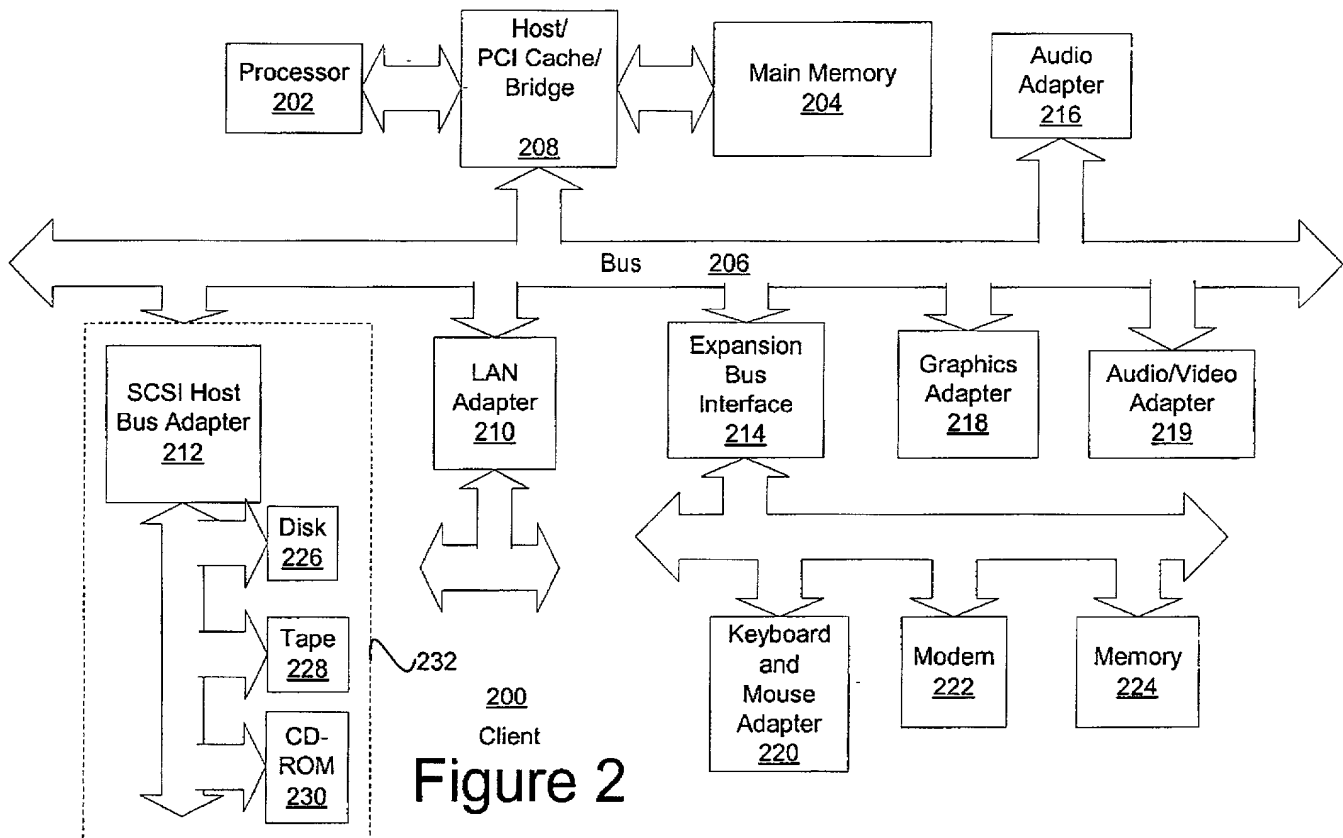 Processor
202
Host/
PCI Cache/
Bridge
208
Main Memory
204
Audio
Adapter
216
Bus 206
SCSI Host
Bus Adapter
212
LAN
Adapter
210
Expansion
Bus
Interface
214
Graphics
Adapter
218
Audio/Video
Adapter
219
Disk
226
Tape
228
CD-
ROM
230
232
200
Client
Keyboard
and
Mouse
Adapter
220
Modem
222
Memory
224
Figure 2